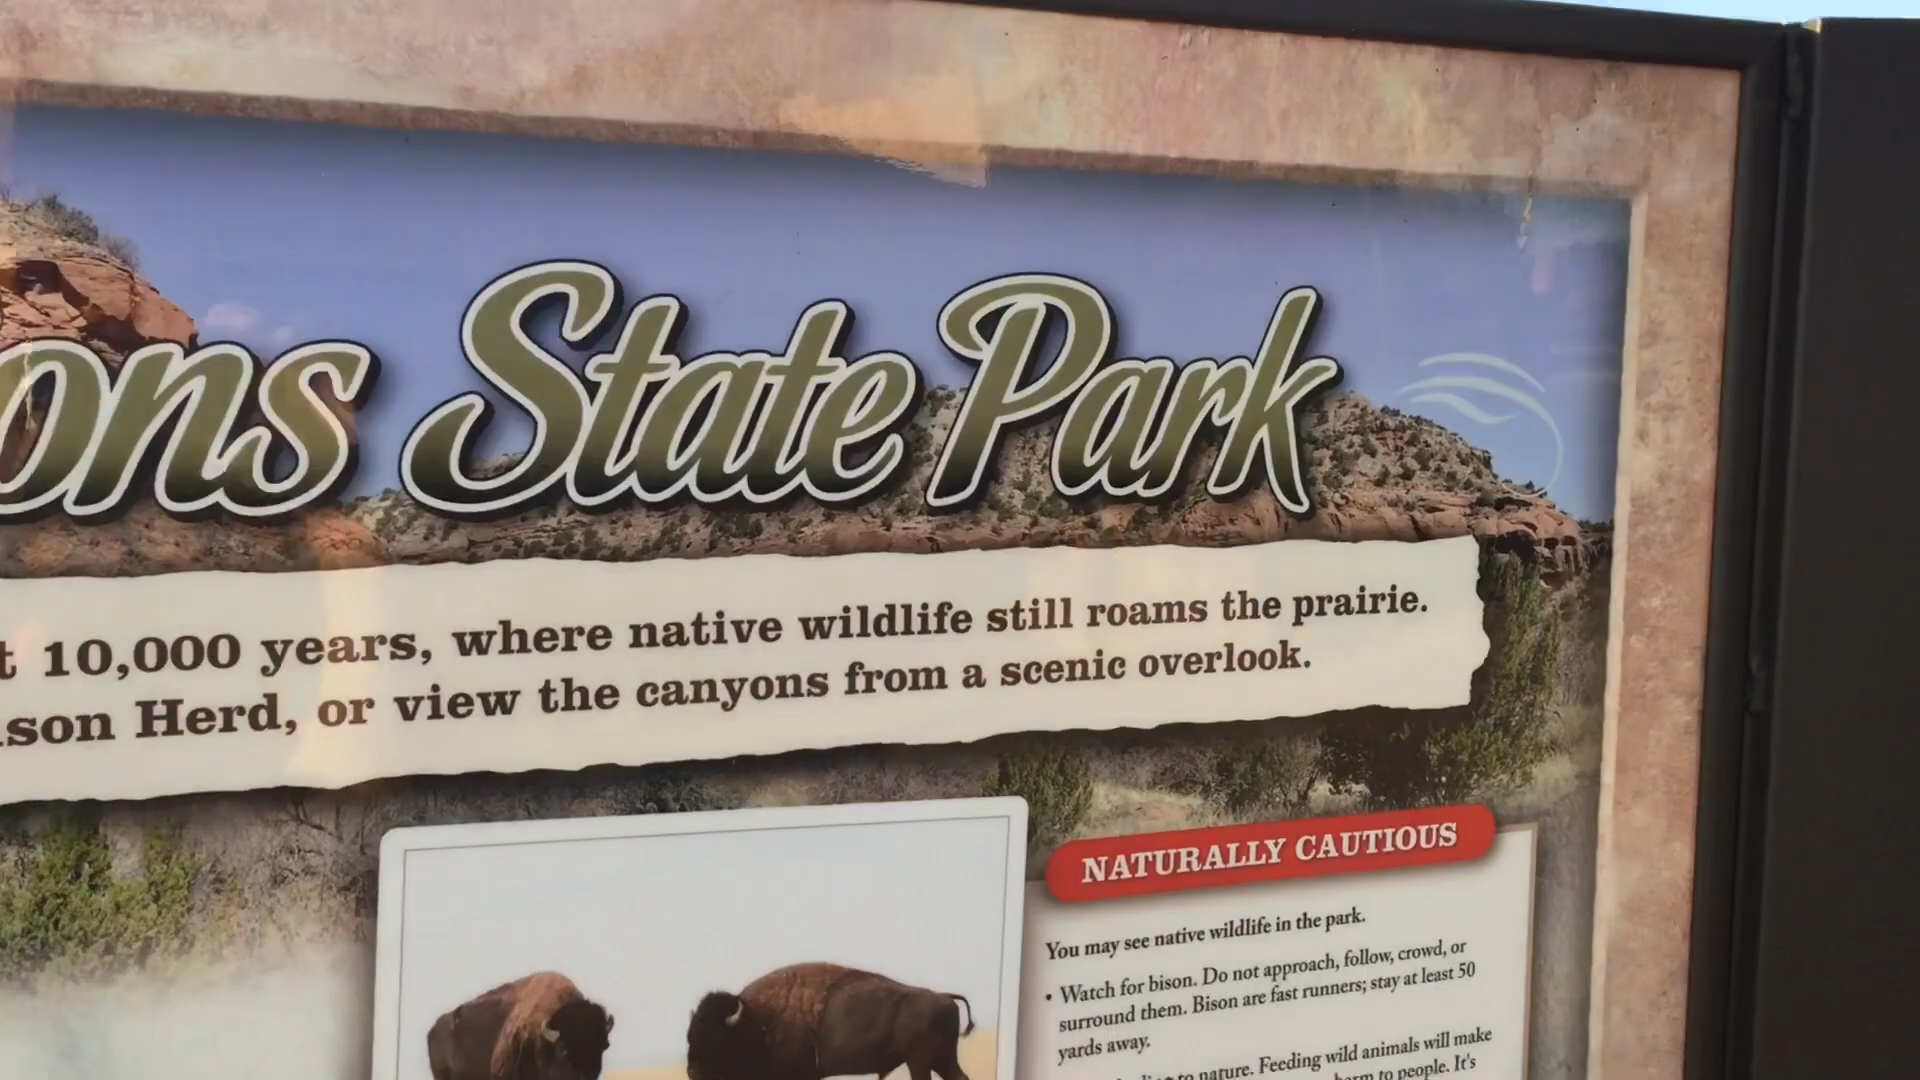 ons State Park
t 10,000 years, where native wildlife still roams the prairie.
ison Herd, or view the canyons from a scenic overlook.
NATURALLY CAUTIOUS
You may see native wildlife in the park.
• Watch for bison. Do not approach, follow, crowd, or
surround them. Bison are fast runners; stay at least 50
yards away.
to nature. Feeding wild animals will make
harm to people. It's